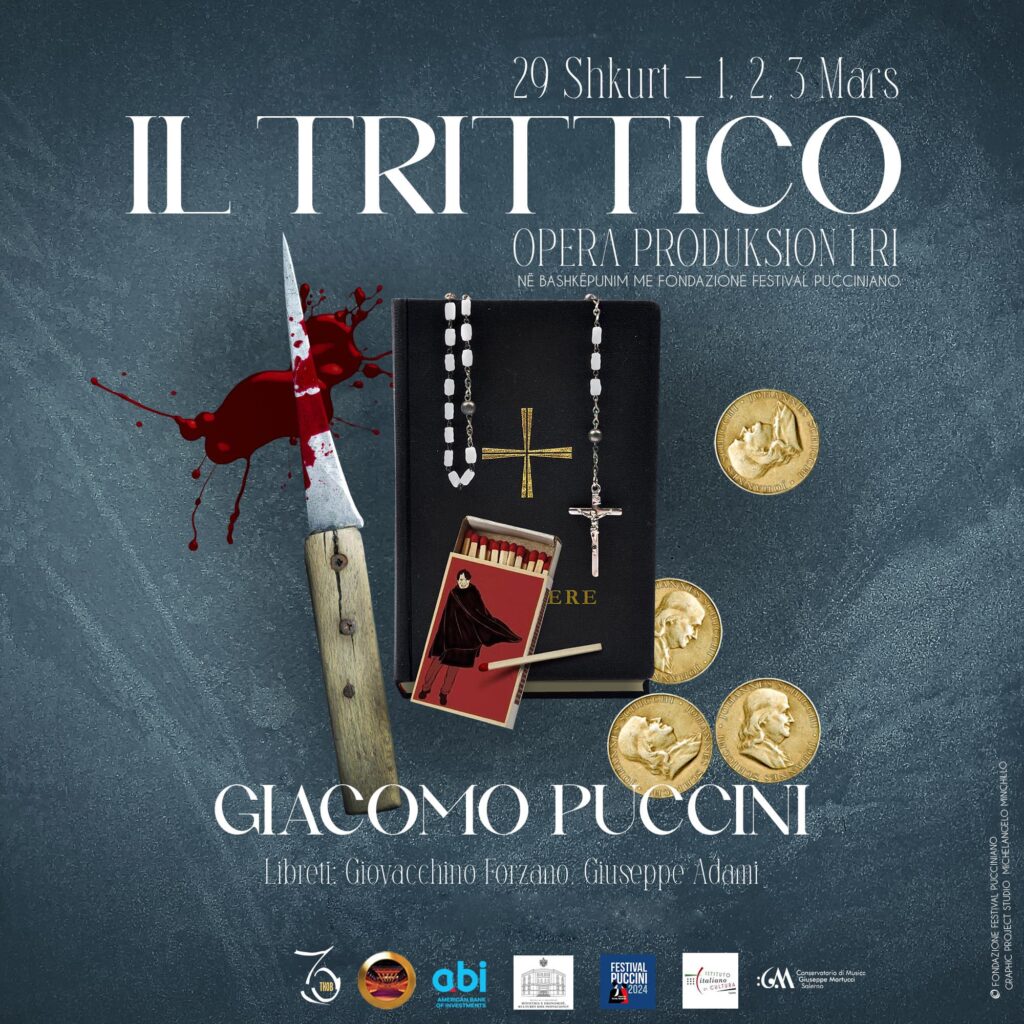 29 Shkurt – 1, 2, 3 Mars
IL TRITTICO
OPERA PRODUKSION I RI
NË BASHKËPUNIM ME FONDAZIONE FESTIVAL PUCCINIANO
ERE
GIACOMO PUCCINI
Libreti: Giovacchino Forzano, Giuseppe Adami
TKOB
abi
AMERICAN BANK
OF INVESTMENTS
FESTIVAL
PUCCINI
2024
ISTITUTO
italiano
DI CULTURA
Conservatorio di Musica
Giuseppe Martucci
Salerno
© FONDAZIONE FESTIVAL PUCCINIANO
GRAPHIC PROJECT STUDIO MICHELANGELO MINCHILLO